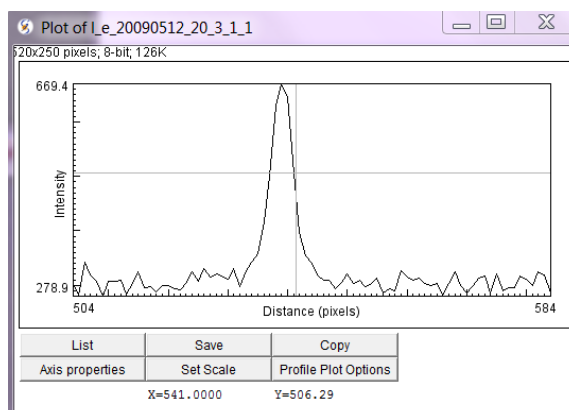 Plot of I_e_20090512_20_3_1_1
520x250 pixels; 8-bit; 126K
669.4
Intensity
278.9
504 Distance (pixels) 584
List Save Copy
Axis properties Set Scale Profile Plot Options
X=541.0000 Y=506.29